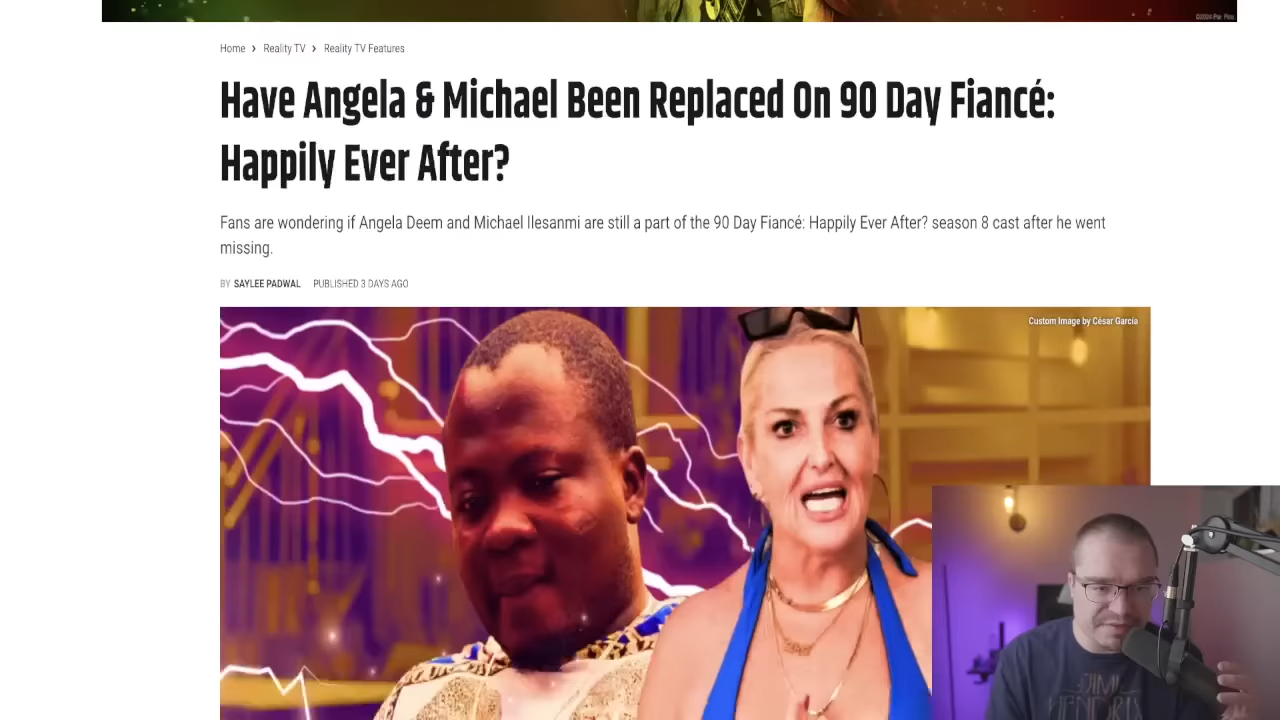 Home > Reality TV > Reality TV Features
Have Angela & Michael Been Replaced On 90 Day Fiancé:
Happily Ever After?
Fans are wondering if Angela Deem and Michael Ilesanmi are still a part of the 90 Day Fiancé: Happily Ever After? season 8 cast after he went
missing.
BY SAYLEE PADWAL PUBLISHED 3 DAYS AGO
Custom Image by César García